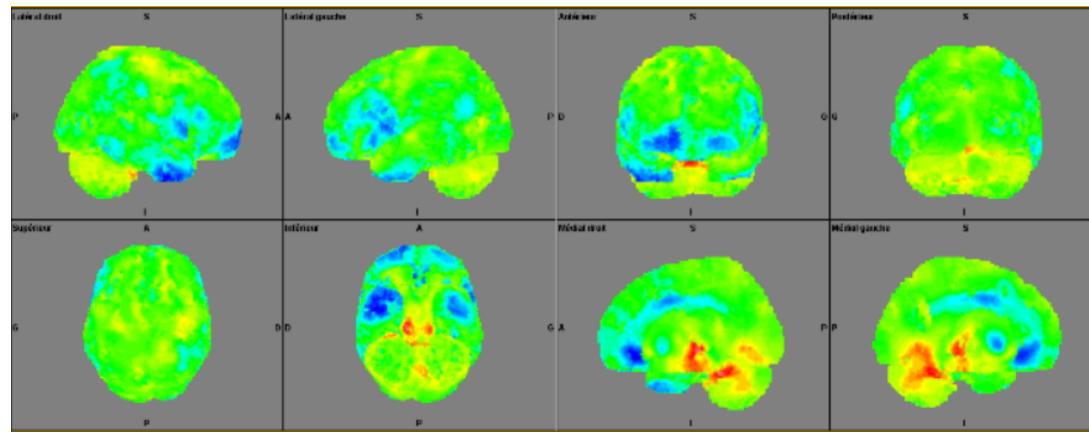 Latéral droit S
P A
I
Latéral gauche S
A P
I
Antérieur S
D G
I
Postérieur S
G
I
Supérieur A
G D
P
Inférieur A
D G
P
Médial droit S
A P
I
Médial gauche S
P
I